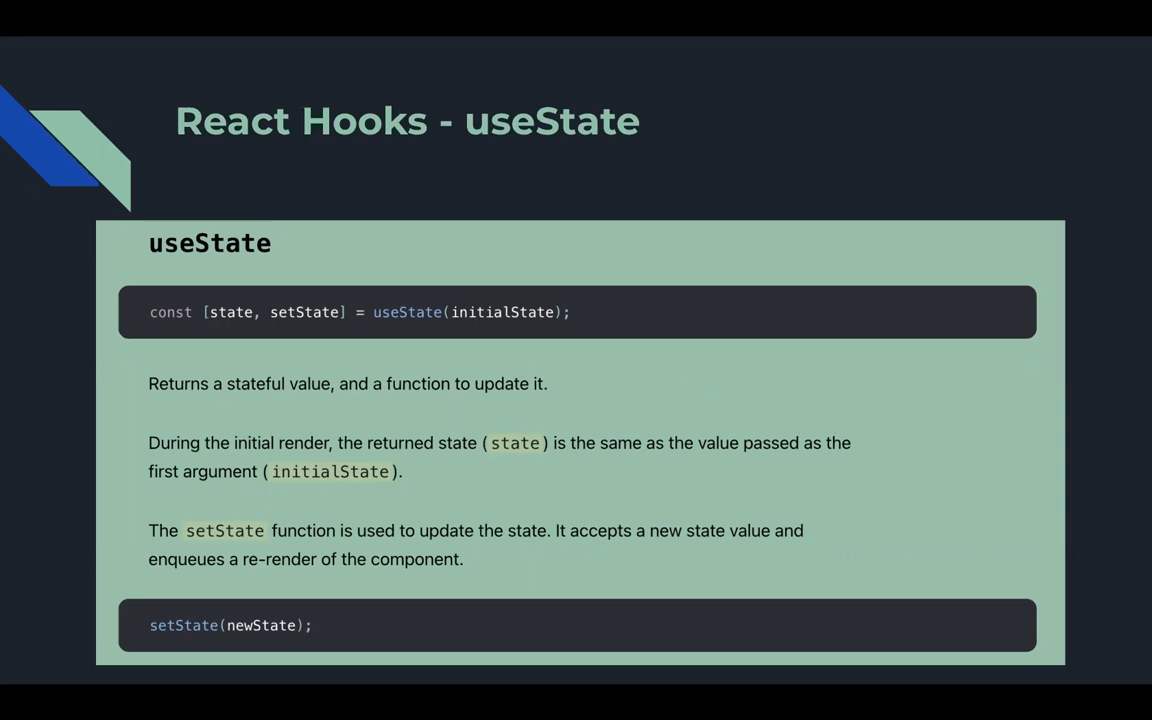 React Hooks - useState
useState
const [state, setState] = useState(initialState);
Returns a stateful value, and a function to update it.
During the initial render, the returned state (state) is the same as the value passed as the
first argument (initialState).
The setState function is used to update the state. It accepts a new state value and
enqueues a re-render of the component.
setState(newState);